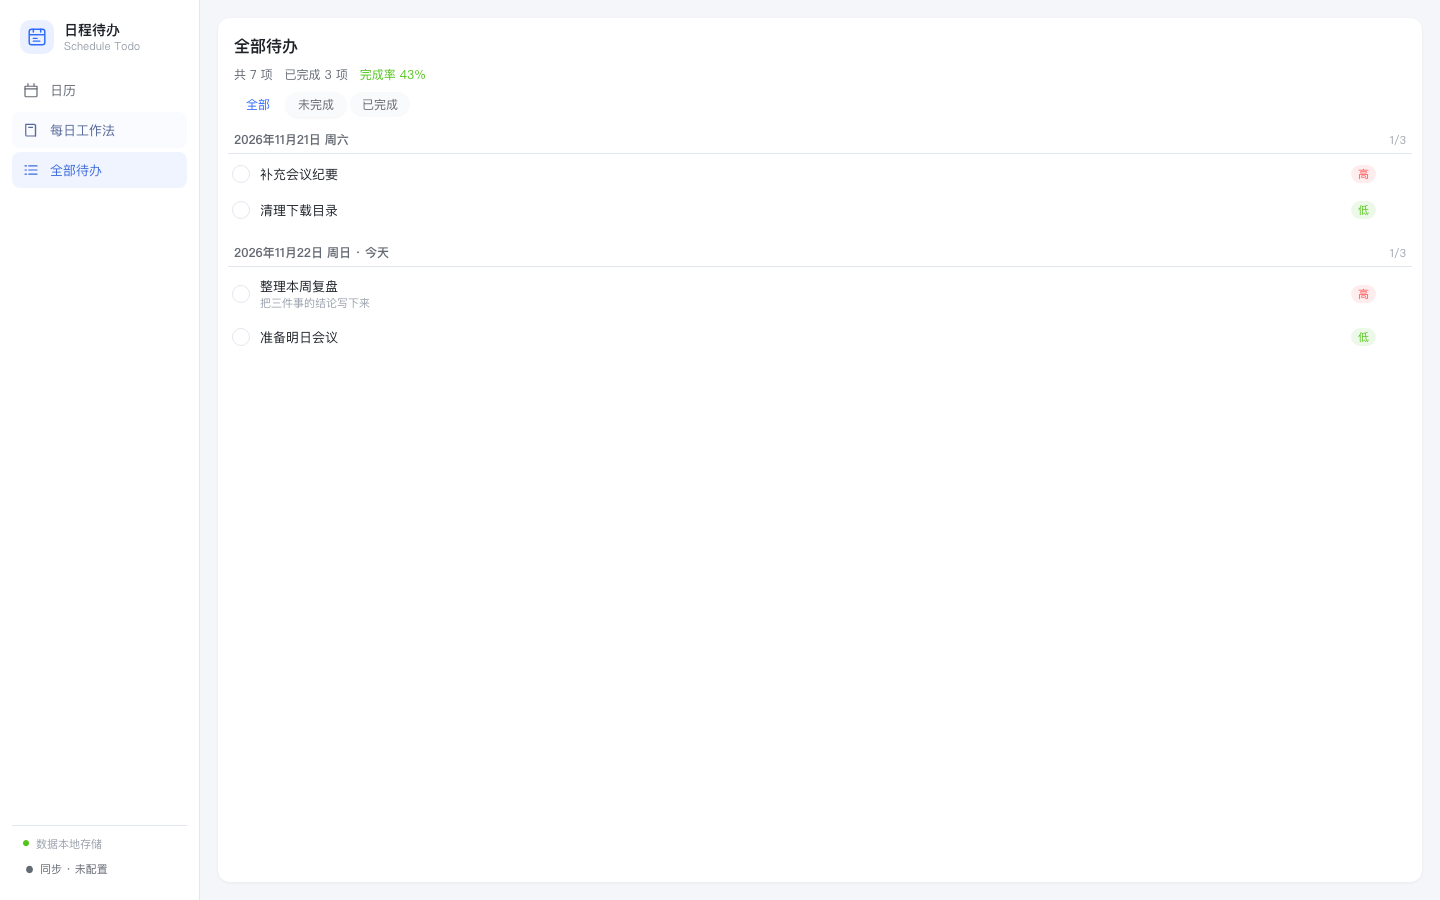 日程待办
Schedule Todo
日历
每日工作法
全部待办
数据本地存储
同步 · 未配置
全部待办
共 7 项 已完成 3 项 完成率 43%
全部 未完成 已完成
2026年11月21日 周六 1/3
补充会议纪要 高
清理下载目录 低
2026年11月22日 周日 · 今天 1/3
整理本周复盘 高
把三件事的结论写下来
准备明日会议 低